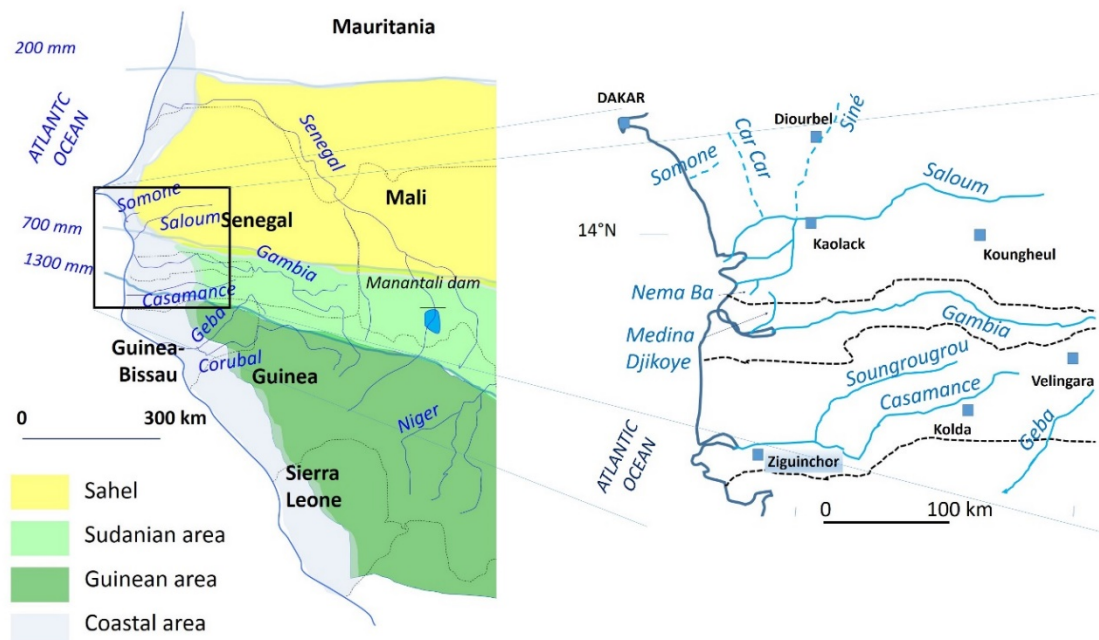 Mauritania
200 mm
ATLANTC
OCEAN
Senegal
Mali
Somone
Saloum
Senegal
700 mm
1300 mm
Gambia
Manantali dam
Casamance
Geba
Guinea-
Bissau
Corubal
Guinea
0 300 km
Niger
Sierra
Leone
Sahel
Sudanian area
Guinean area
Coastal area
DAKAR
Diourbel
Siné
Car Car
Somone
Saloum
14°N
Kaolack
Koungheul
Nema Ba
Gambia
Medina
Djikoye
Soungrougrou
Velingara
Casamance
Kolda
Geba
ATLANTIC
OCEAN
Ziguinchor
0 100 km